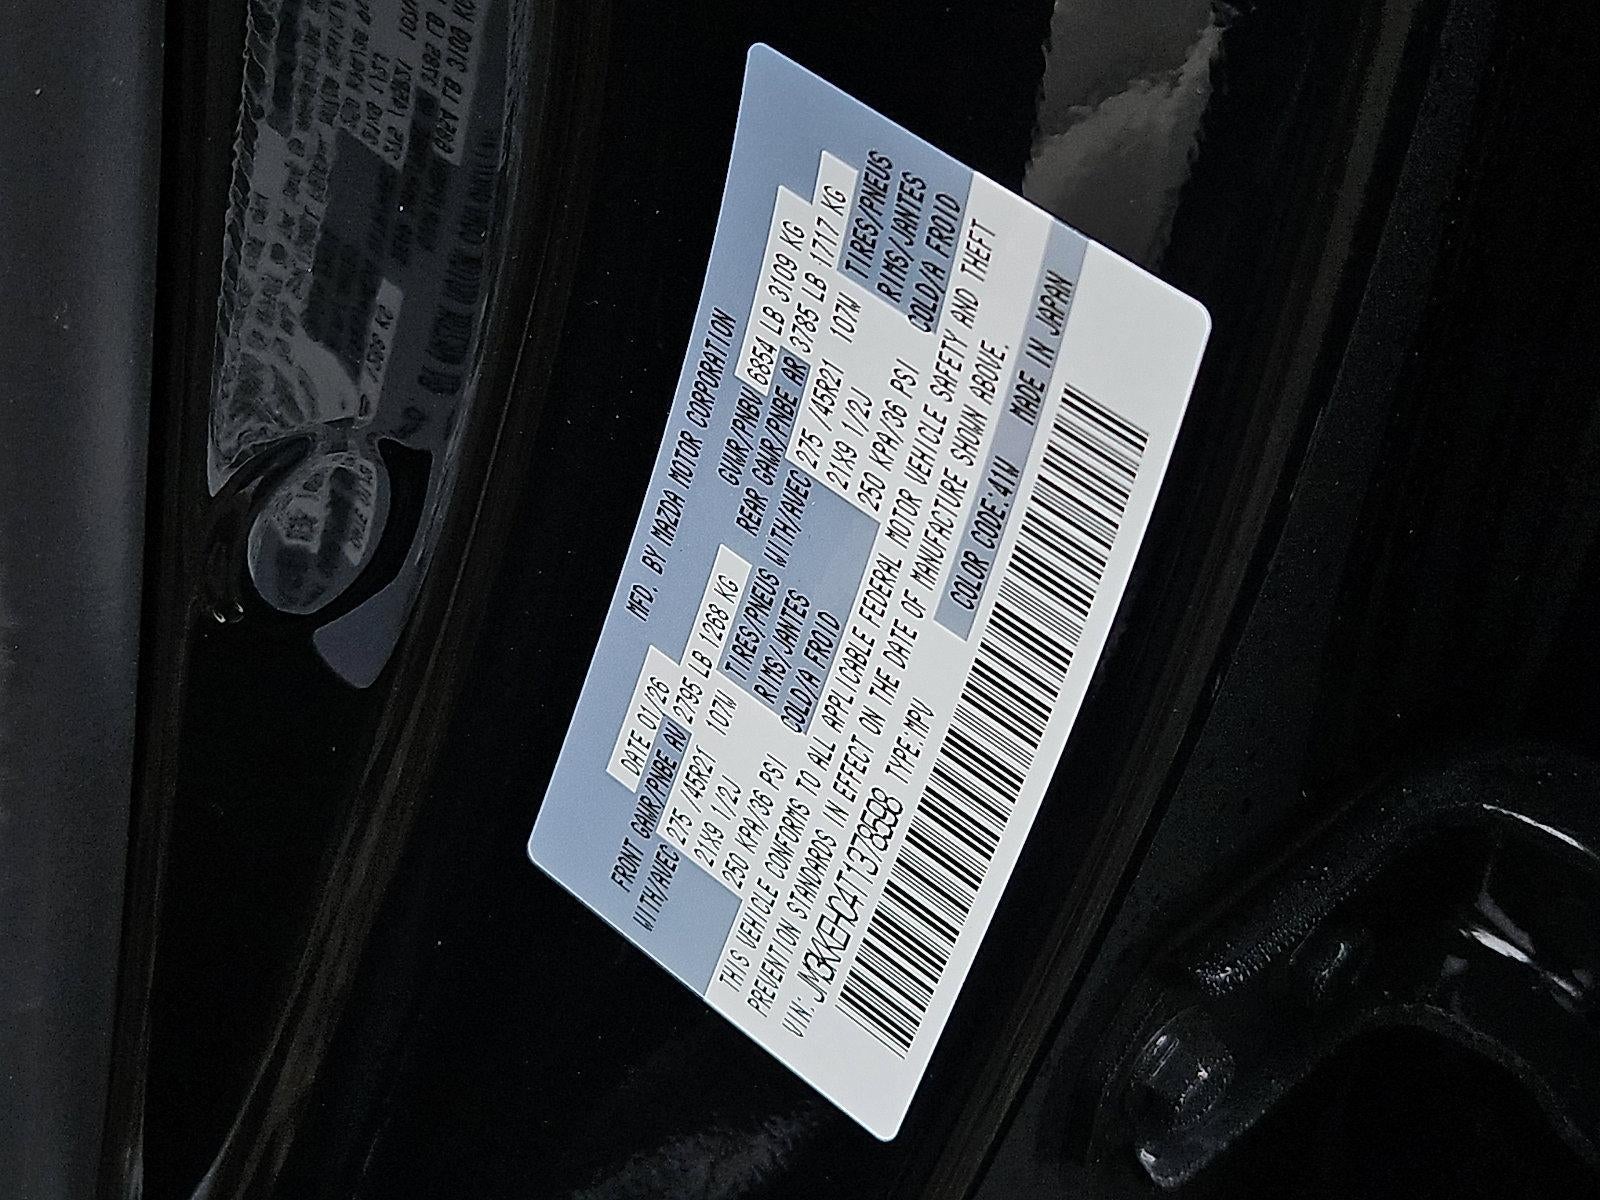 MFD. BY MAZDA MOTOR CORPORATION
DATE 01/26 GVWR/PNBV 6854 LB 3109 KG
FRONT GAWR/PNBE AV 2795 LB 1268 KG REAR GAWR/PNBE AR 3785 LB 1717 KG
WITH/AVEC 275 /45R21 107W TIRES/PNEUS WITH/AVEC 275 /45R21 107W TIRES/PNEUS
21X9 1/2J RIMS/JANTES 21X9 1/2J RIMS/JANTES
250 KPA/36 PSI COLD/A FROID 250 KPA/36 PSI COLD/A FROID
THIS VEHICLE CONFORMS TO ALL APPLICABLE FEDERAL MOTOR VEHICLE SAFETY AND THEFT
PREVENTION STANDARDS IN EFFECT ON THE DATE OF MANUFACTURE SHOWN ABOVE.
VIN: JM3KKEHC4T1378598 TYPE:MPV COLOR CODE:41W MADE IN JAPAN